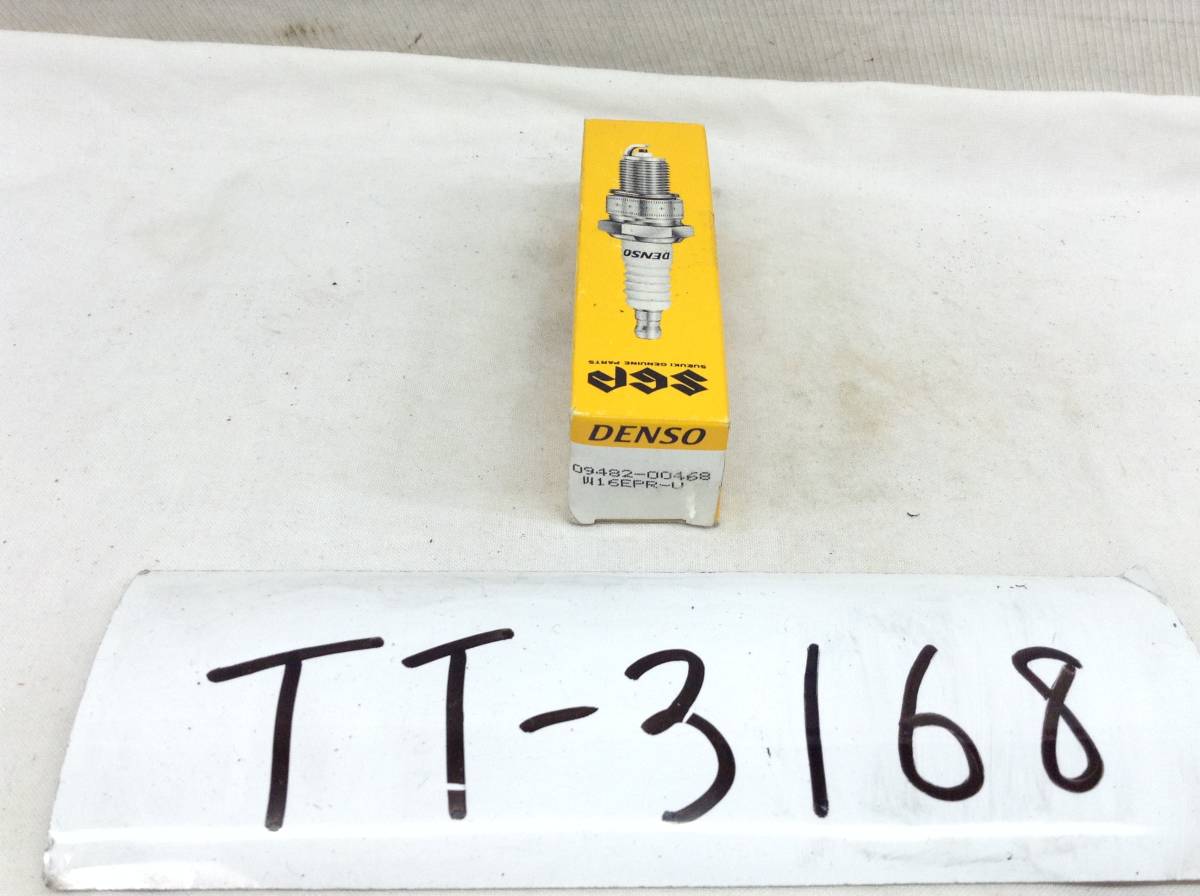 DENSO
SGP
SUZUKI GENUINE PARTS
DENSO
09482-00468
W16EPR-U
TT-3168